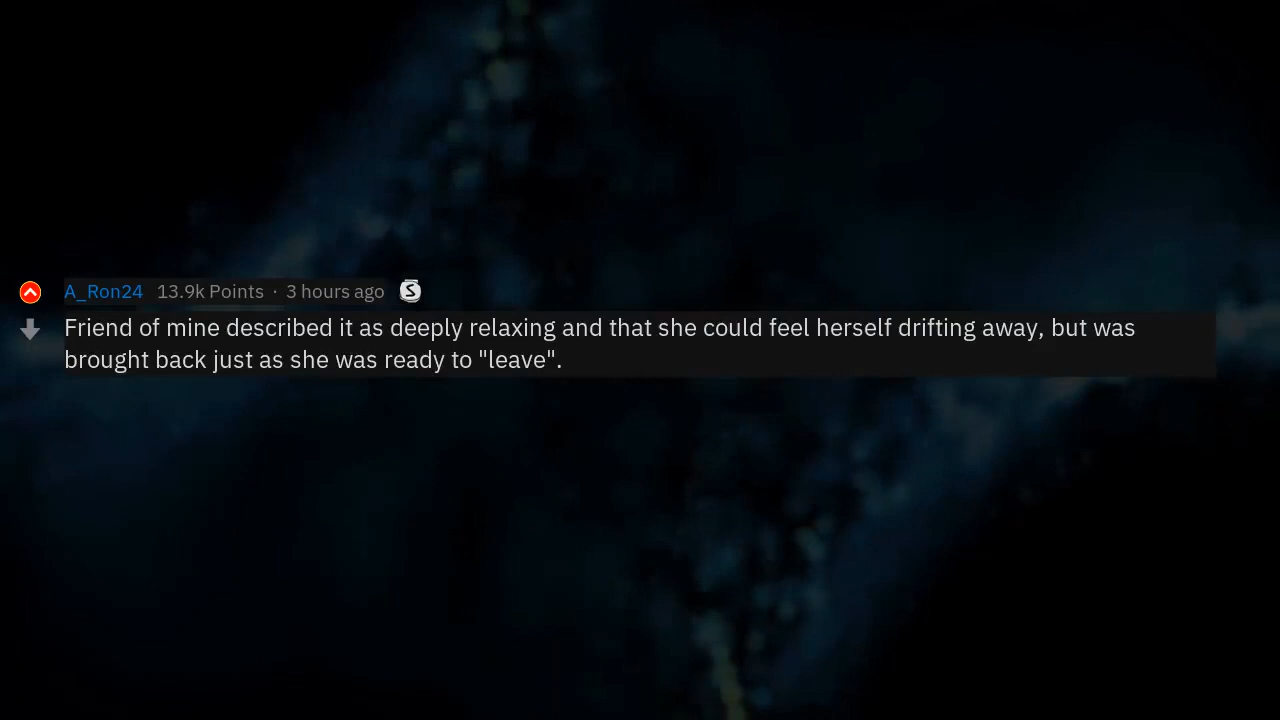 A_Ron24 13.9k Points · 3 hours ago S
Friend of mine described it as deeply relaxing and that she could feel herself drifting away, but was
brought back just as she was ready to "leave".